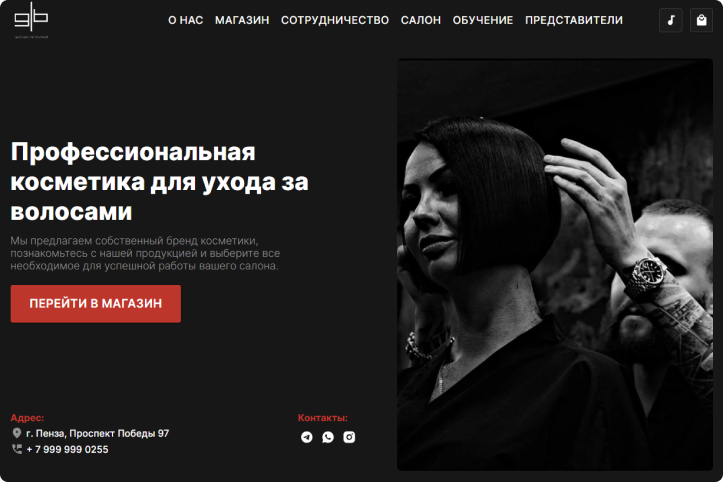 glb
О НАС МАГАЗИН СОТРУДНИЧЕСТВО САЛОН ОБУЧЕНИЕ ПРЕДСТАВИТЕЛИ
Профессиональная
косметика для ухода за
волосами
Мы предлагаем собственный бренд косметики,
познакомьтесь с нашей продукцией и выберите все
необходимое для успешной работы вашего салона.
ПЕРЕЙТИ В МАГАЗИН
Адрес:
г. Пенза, Проспект Победы 97
+ 7 999 999 0255
Контакты: